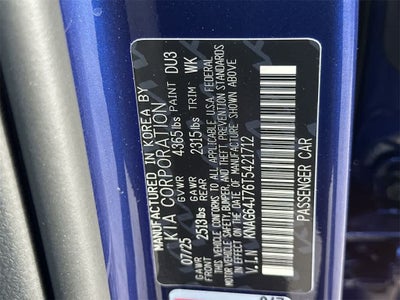 MANUFACTURED IN KOREA BY
KIA CORPORATION
07/25 GVWR 4365lbs PAINT DU3
GAWR FRONT 2513lbs GAWR REAR 2315lbs TRIM WK
THIS VEHICLE CONFORMS TO ALL APPLICABLE U.S.A. FEDERAL
MOTOR VEHICLE SAFETY, BUMPER, AND THEFT PREVENTION STANDARDS
IN EFFECT ON THE DATE OF MANUFACTURE SHOWN ABOVE
V.I.N: KNAGG64J76T5421712
PASSENGER CAR